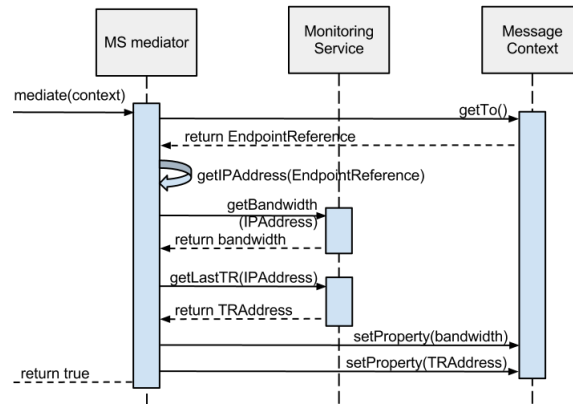 MS mediator
Monitoring
Service
Message
Context
mediate(context)
getTo()
return EndpointReference
getIPAddress(EndpointReference)
getBandwidth
(IPAddress)
return bandwidth
getLastTR(IPAddress)
return TRAddress
setProperty(bandwidth)
setProperty(TRAddress)
return true